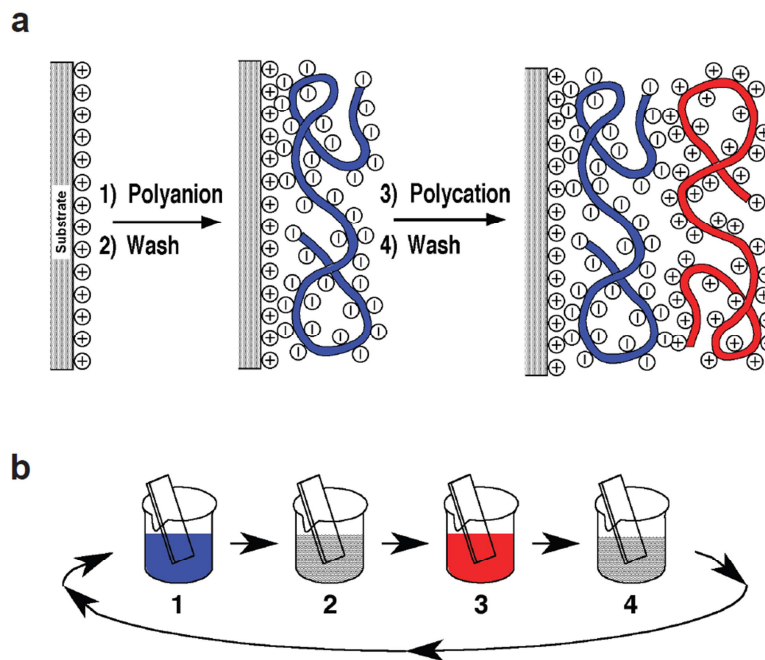 a
Substrate
1) Polyanion
2) Wash
3) Polycation
4) Wash
b
1 2 3 4